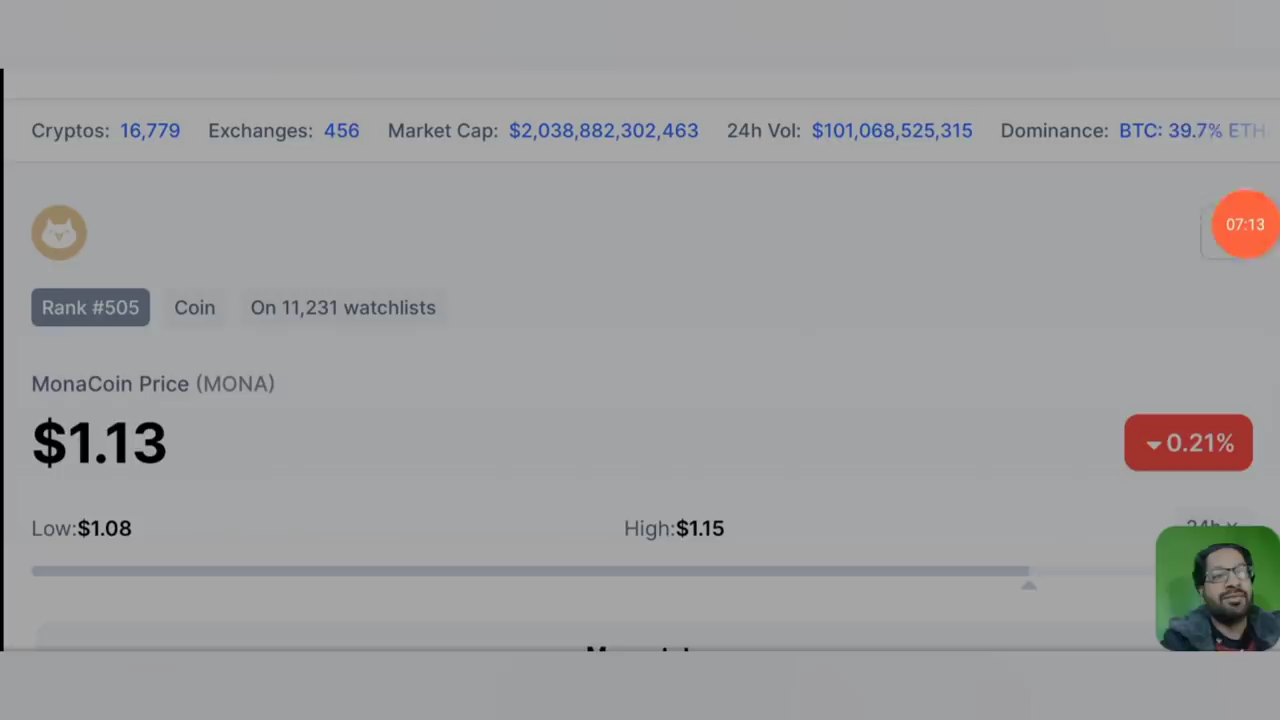 Cryptos: 16,779 Exchanges: 456 Market Cap: $2,038,882,302,463 24h Vol: $101,068,525,315 Dominance: BTC: 39.7% ETH
07:13
Rank #505 Coin On 11,231 watchlists
MonaCoin Price (MONA)
$1.13 0.21%
Low:$1.08 High:$1.15 24h